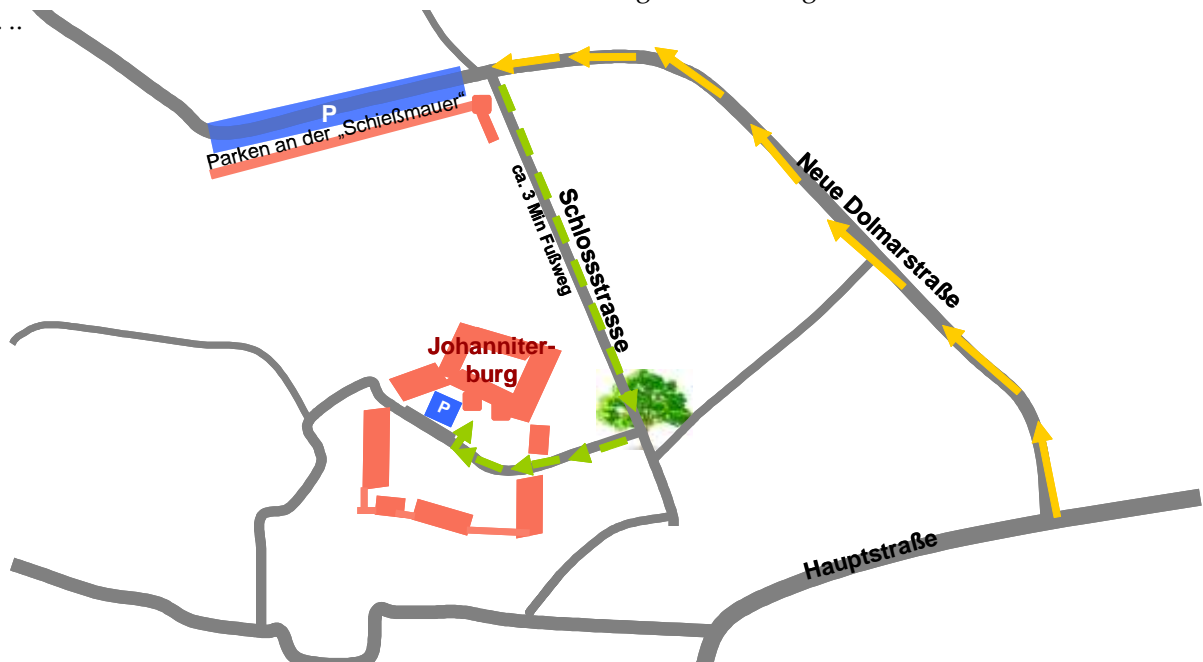 . ..
P
Parken an der „Schießmauer“
ca. 3 Min Fußweg
Schlossstrasse
Neue Dolmarstraße
Johanniter-
burg
P
Hauptstraße